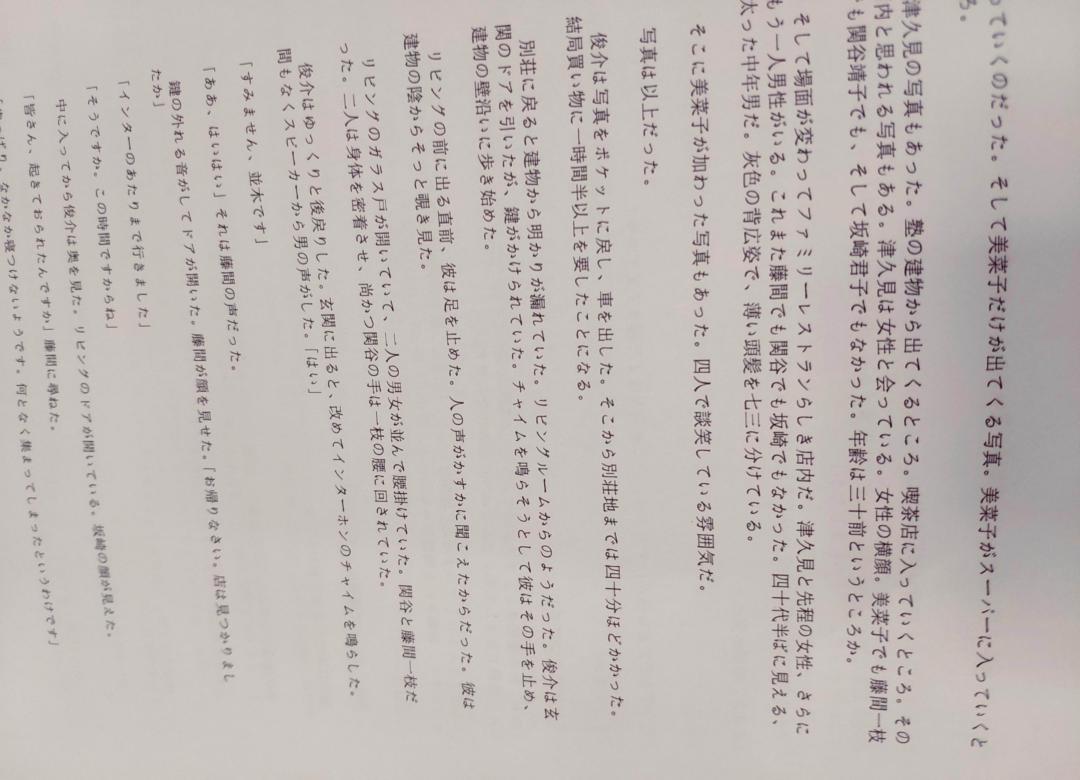 っていくのだった。そして美菜子だけが出てくる写真。美菜子がスーパーに入っていくと
ろ。
津久見の写真もあった。塾の建物から出てくるところ。喫茶店に入っていくところ。その
内と思われる写真もある。津久見は女性と会っている。女性の横顔。美菜子でも藤間一枝
も関谷靖子でも、そして坂崎君子でもなかった。年齢は三十前というところか。
そして場面が変わってファミリーレストランらしき店内だ。津久見と先程の女性、さらに
もう一人男性がいる。これまた藤間でも関谷でも坂崎でもなかった。四十代半ばに見える、
太った中年男だ。灰色の背広姿で、薄い頭髪を七三に分けている。
そこに美菜子が加わった写真もあった。四人で談笑している雰囲気だ。
写真は以上だった。
俊介は写真をポケットに戻し、車を出した。そこから別荘地までは四十分ほどかかった。
結局買い物に一時間半以上を要したことになる。
別荘に戻ると建物から明かりが漏れていた。リビングルームからのようだった。俊介は玄
関のドアを引いたが、鍵がかけられていた。チャイムを鳴らそうとして彼はその手を止め、
建物の壁沿いに歩き始めた。
リビングの前に出る直前、彼は足を止めた。人の声がかすかに聞こえたからだった。彼は
建物の陰からそっと覗き見た。
リビングのガラス戸が開いていて、二人の男女が並んで腰掛けていた。関谷と藤間一枝だ
った。二人は身体を密着させ、尚かつ関谷の手は一枝の腰に回されていた。
俊介はゆっくりと後戻りした。玄関に出ると、改めてインターホンのチャイムを鳴らした。
間もなくスピーカーから男の声がした。「はい」
「すみません、並木です」
「ああ、はいはい」それは藤間の声だった。
鍵の外れる音がしてドアが開いた。藤間が顔を見せた。「お帰りなさい。店は見つかりまし
たか」
「インターのあたりまで行きました」
「そうですか。この時間ですからね」
中に入ってから俊介は奥を見た。リビングのドアが開いている。坂崎の顔が見えた。
「皆さん、起きておられたんですか」藤間に尋ねた。
なかなか寝つけないようです。何となく集まってしまったというわけです」